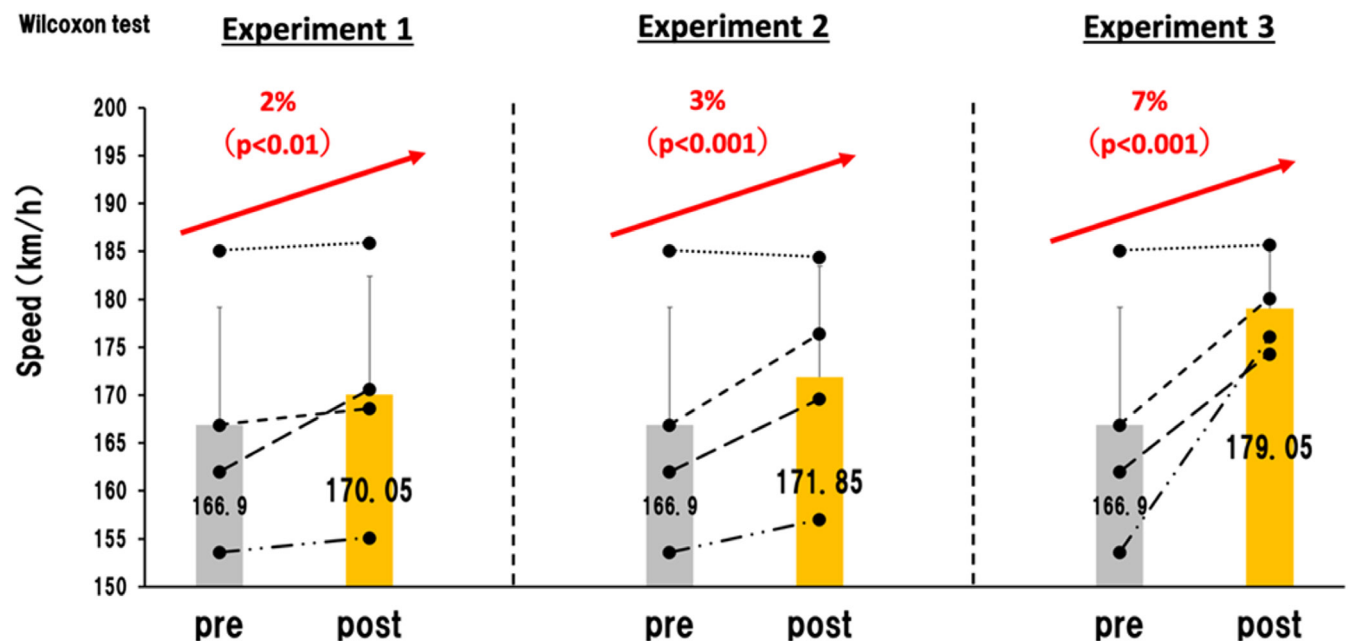 Wilcoxon test
Experiment 1
Experiment 2
Experiment 3
2%
（p<0.01）
3%
（p<0.001）
7%
（p<0.001）
Speed（km/h）
200
195
190
185
180
175
170
165
160
155
150
166.9
170.05
166.9
171.85
166.9
179.05
pre
post
pre
post
pre
post